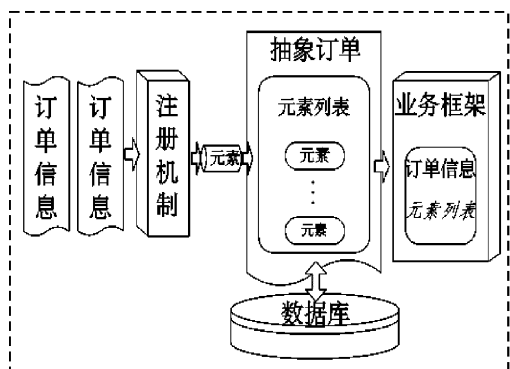 订单信息
订单信息
注册机制
元素
抽象订单
元素列表
元素
元素
业务框架
订单信息
元素列表
数据库